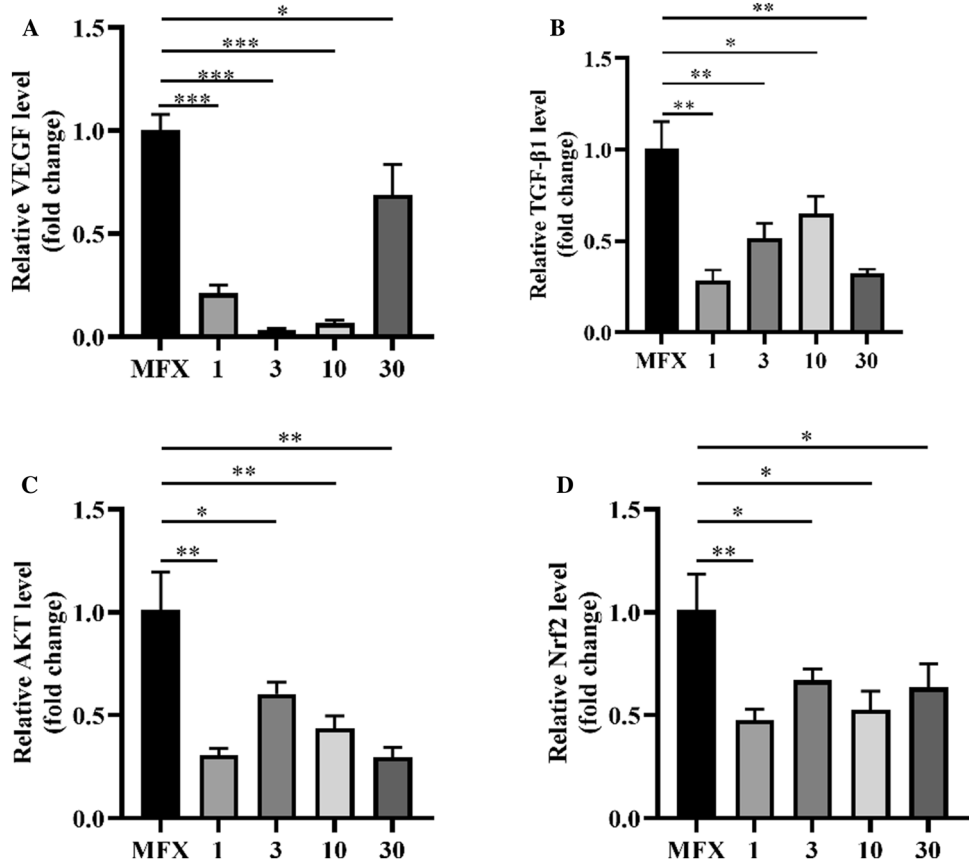 A
Relative VEGF level
(fold change)
1.5
1.0
0.5
0.0
*
***
***
***
MFX 1 3 10 30
B
Relative TGF-β1 level
(fold change)
1.5
1.0
0.5
0.0
**
*
**
**
MFX 1 3 10 30
C
Relative AKT level
(fold change)
1.5
1.0
0.5
0.0
**
**
*
**
MFX 1 3 10 30
D
Relative Nrf2 level
(fold change)
1.5
1.0
0.5
0.0
*
*
*
**
MFX 1 3 10 30